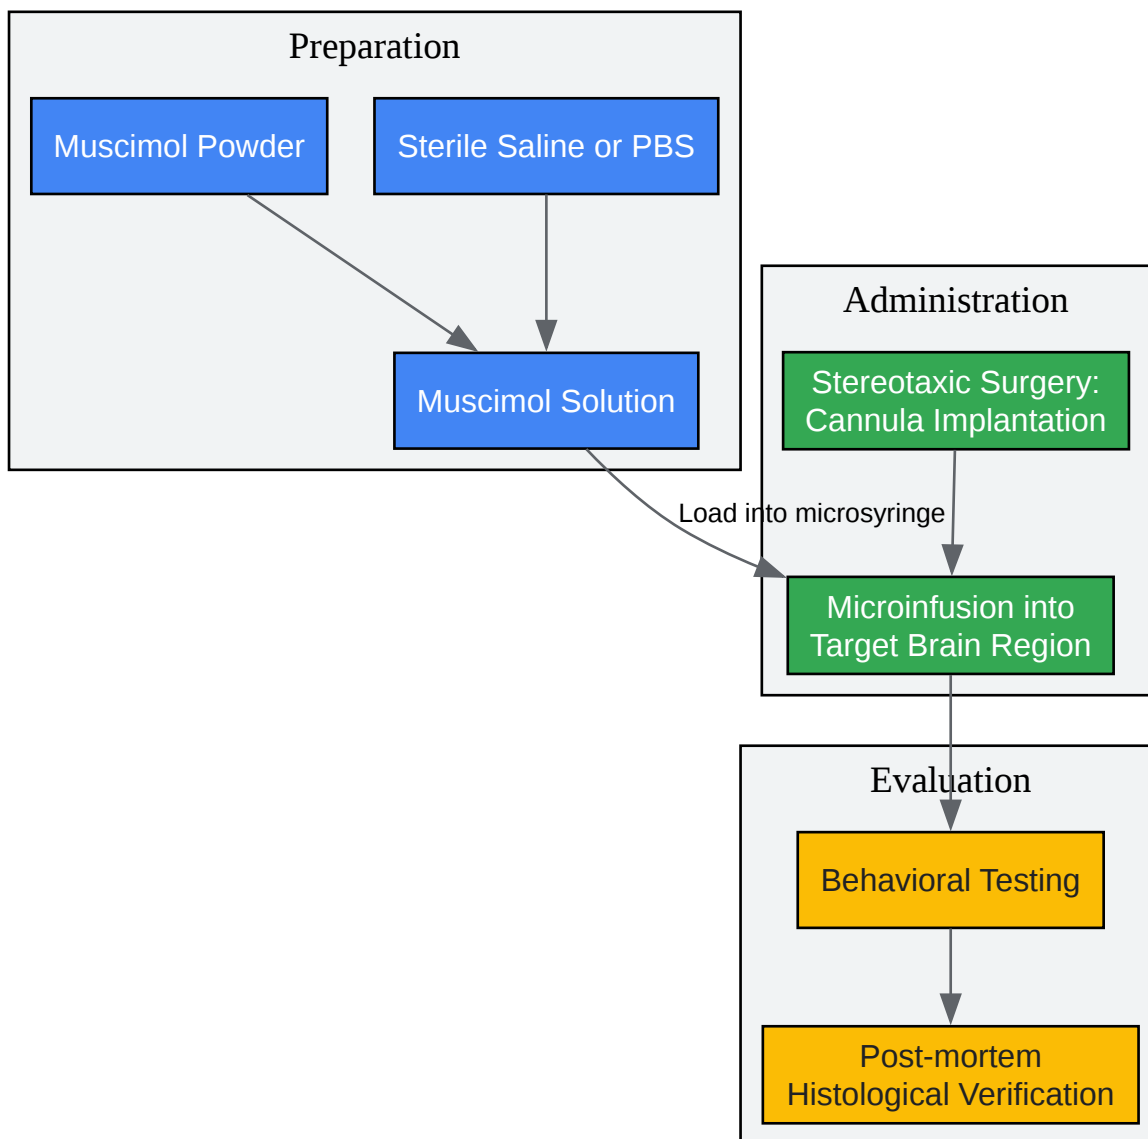 Preparation
Muscimol Powder
Sterile Saline or PBS
Muscimol Solution
Administration
Stereotaxic Surgery:
Cannula Implantation
Load into microsyringe
Microinfusion into
Target Brain Region
Evaluation
Behavioral Testing
Post-mortem
Histological Verification